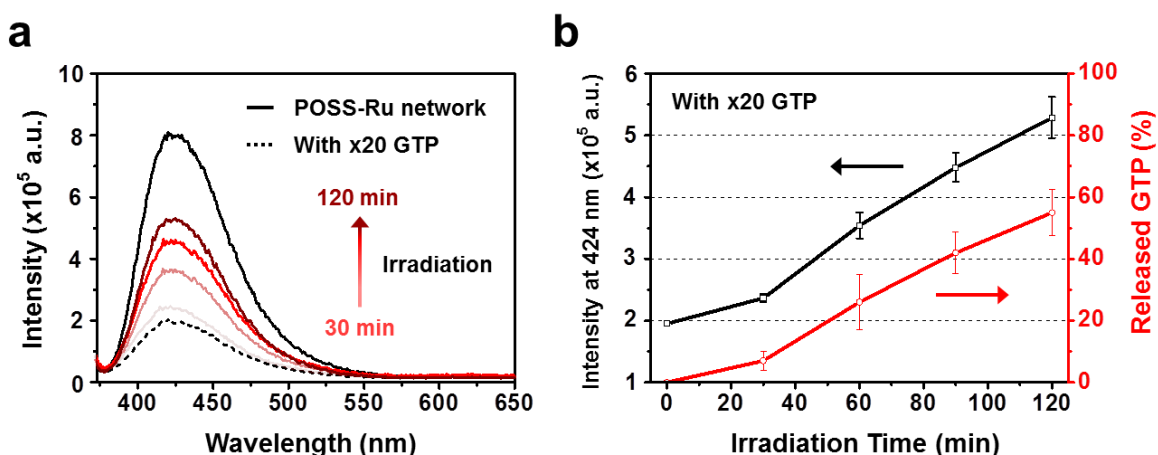 a
10
8
6
4
2
0
Intensity (x10⁵ a.u.)
POSS-Ru network
With x20 GTP
120 min
Irradiation
30 min
400 450 500 550 600 650
Wavelength (nm)
b
6
5
4
3
2
1
Intensity at 424 nm (x10⁵ a.u.)
With x20 GTP
100
80
60
40
20
0
Released GTP (%)
0 20 40 60 80 100 120
Irradiation Time (min)